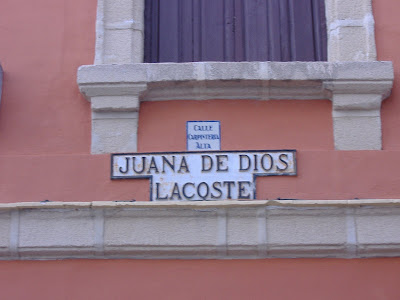 CALLE
CARPINTERIA
ALTA
JUANA DE DIOS
LACOSTE